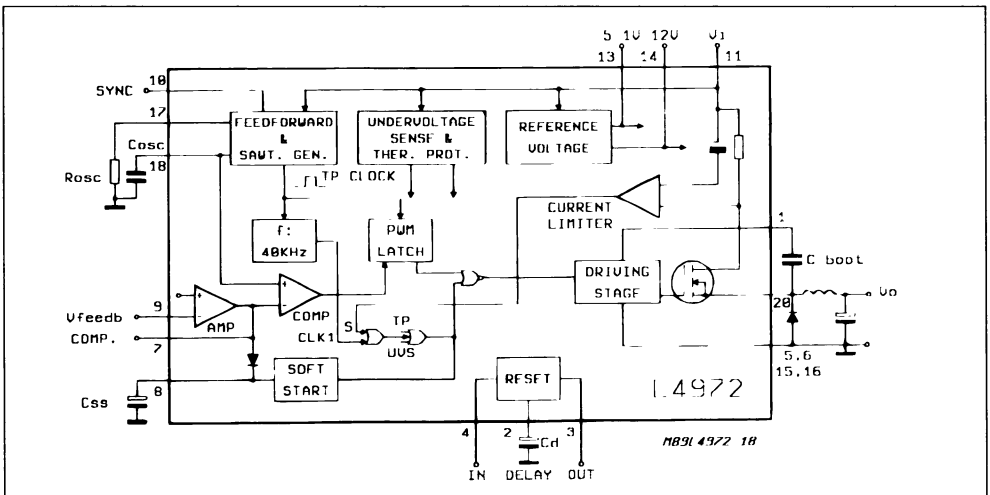 5 1V 12V Vi
13 14 11
10
SYNC
17
FEEDFORWARD
&
SAWT. GEN.
UNDERVOLTAGE
SENSE &
THER. PROT.
REFERENCE
VOLTAGE
Cosc
18
Rosc
TP CLOCK
CURRENT
LIMITER
1
f:
40KHz
PWM
LATCH
DRIVING
STAGE
C boot
+
+
20
Vo
9
Vfeedb
-
AMP
-
COMP
S
TP
COMP.
7
CLK1
UVS
5,6
15,16
8
Css
SOFT
START
RESET
L4972
4
2
Cd
3
M89L4972 18
IN DELAY OUT